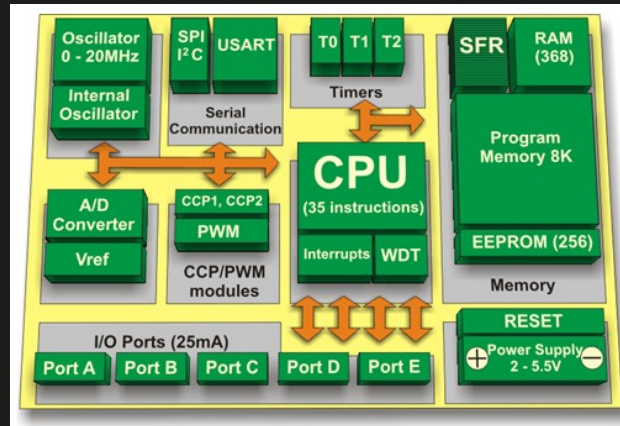 Oscillator
0 - 20MHz
Internal
Oscillator
SPI
I²C
USART
Serial
Communication
T0
T1
T2
Timers
SFR
RAM
(368)
Program
Memory 8K
EEPROM (256)
Memory
A/D
Converter
Vref
CCP1, CCP2
PWM
CCP/PWM
modules
CPU
(35 instructions)
Interrupts
WDT
I/O Ports (25mA)
Port A
Port B
Port C
Port D
Port E
RESET
+
Power Supply
2 - 5.5V
−